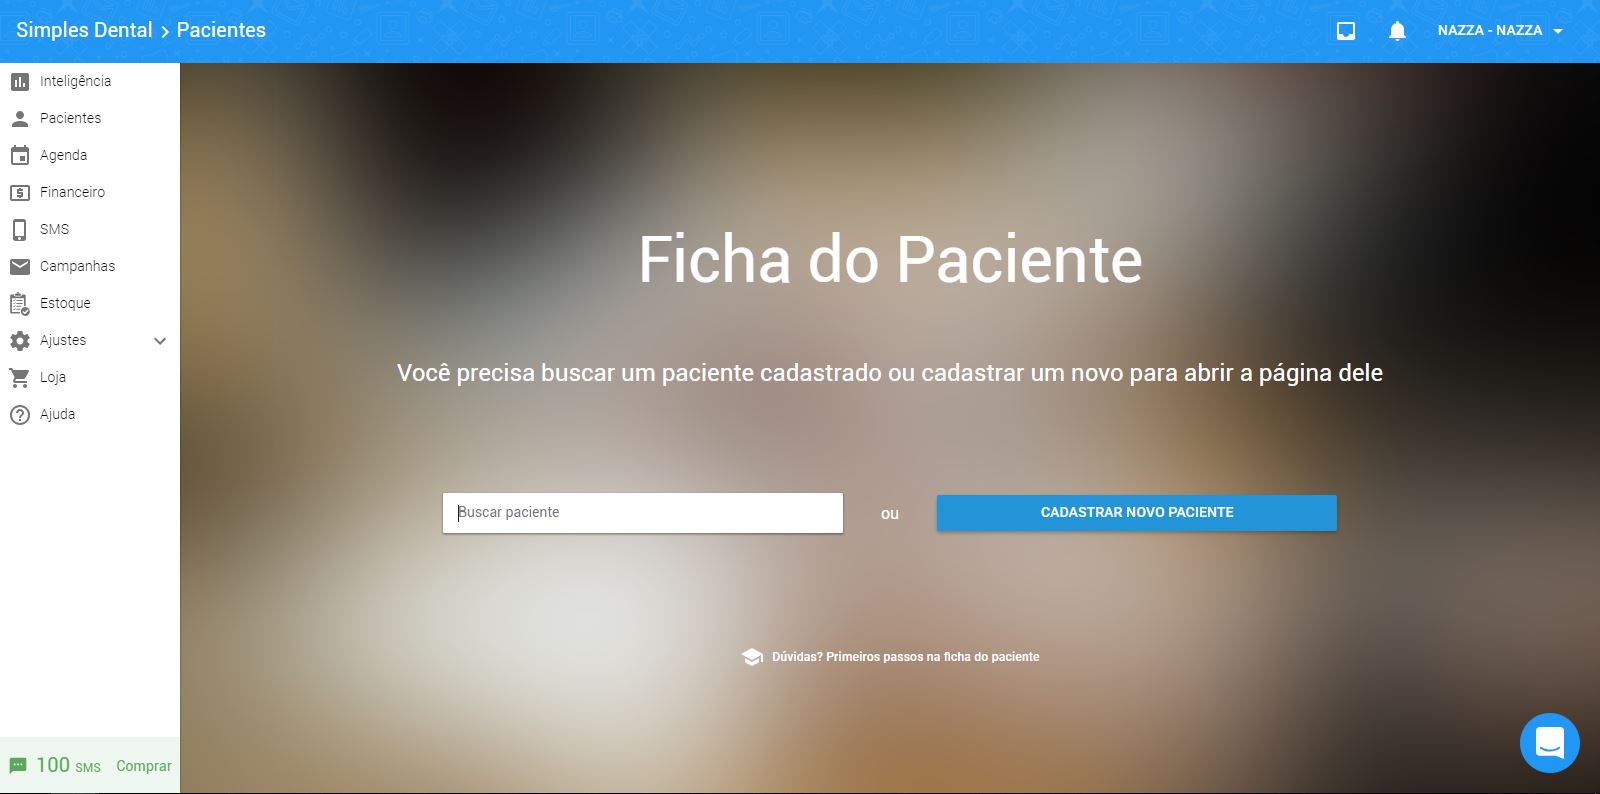 Simples Dental > Pacientes
NAZZA - NAZZA
Inteligência
Pacientes
Agenda
Financeiro
SMS
Campanhas
Estoque
Ajustes
Loja
Ajuda
100 SMS Comprar
Ficha do Paciente
Você precisa buscar um paciente cadastrado ou cadastrar um novo para abrir a página dele
Buscar paciente
ou
CADASTRAR NOVO PACIENTE
Dúvidas? Primeiros passos na ficha do paciente